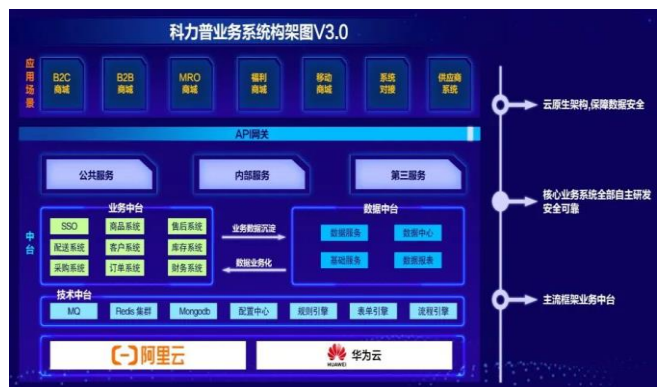 科力普业务系统构架图V3.0
应用场景
B2C
商城
B2B
商城
MRO
商城
福利
商城
移动
商城
系统
对接
供应商
系统
API网关
公共服务
内部服务
第三服务
中台
业务中台
SSO
商品系统
售后系统
配送系统
客户系统
库存系统
采购系统
订单系统
财务系统
业务数据沉淀
数据业务化
数据中台
数据服务
数据中心
基础服务
数据报表
技术中台
MQ
Redis 集群
Mongodb
配置中心
规则引擎
表单引擎
流程引擎
阿里云
HUAWEI
华为云
云原生架构,保障数据安全
核心业务系统全部自主研发
安全可靠
主流框架业务中台